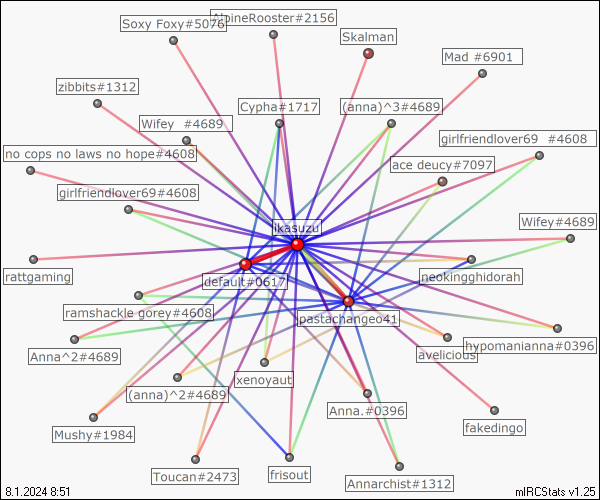 Soxy Foxy#5076
AlpineRooster#2156
Skalman
Mad #6901
zibbits#1312
Cypha#1717
(anna)^3#4689
Wifey #4689
girlfriendlover69 #4608
no cops no laws no hope#4608
ace deucy#7097
girlfriendlover69#4608
Wifey#4689
ikasuzu
rattgaming
default#0617
neokingghidorah
ramshackle gorey#4608
pastachangeo41
Anna^2#4689
avelicious
hypomanianna#0396
xenoyaut
(anna)^2#4689
Anna.#0396
fakedingo
Mushy#1984
Toucan#2473
frisout
Annarchist#1312
8.1.2024 8:51
mIRCStats v1.25